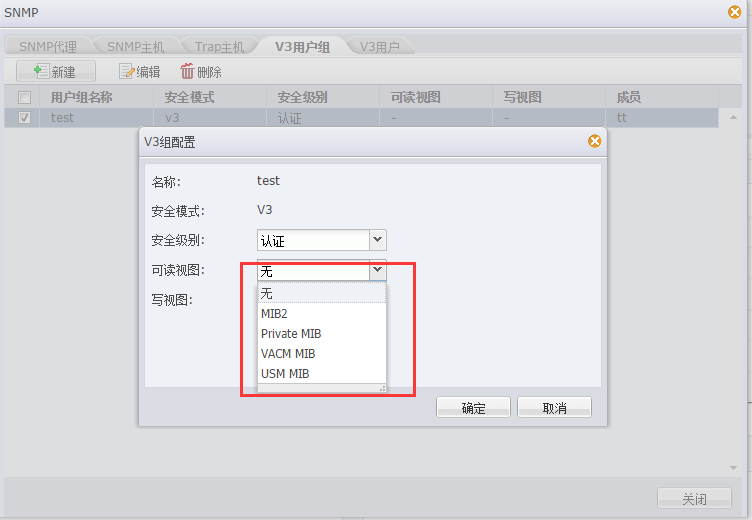 SNMP
SNMP代理 SNMP主机 Trap主机 V3用户组 V3用户
新建 编辑 删除
用户组名称 安全模式 安全级别 可读视图 写视图 成员
test v3 认证 - - tt
V3组配置
名称: test
安全模式: V3
安全级别: 认证
可读视图: 无
写视图:
无
MIB2
Private MIB
VACM MIB
USM MIB
确定 取消
关闭